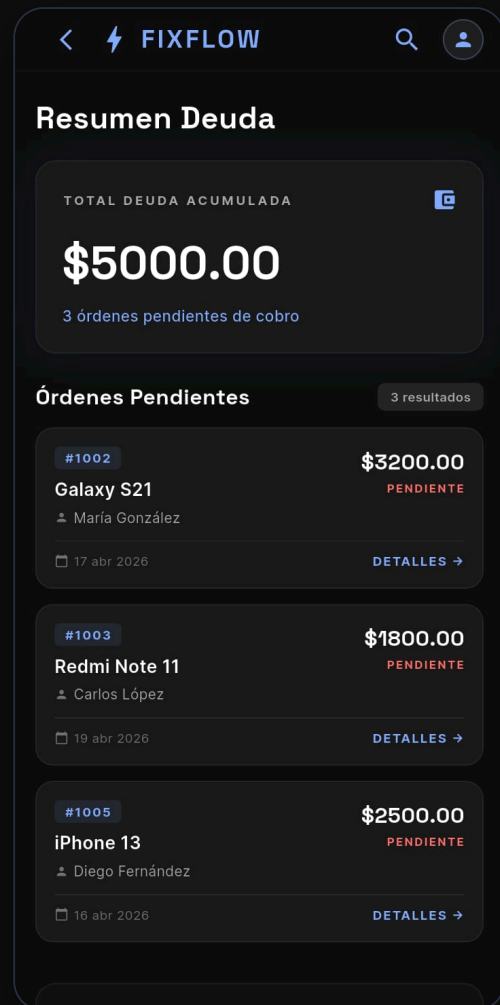 FIXFLOW
Resumen Deuda
TOTAL DEUDA ACUMULADA
$5000.00
3 órdenes pendientes de cobro
Órdenes Pendientes
3 resultados
#1002
$3200.00
Galaxy S21
PENDIENTE
María González
17 abr 2026
DETALLES →
#1003
$1800.00
Redmi Note 11
PENDIENTE
Carlos López
19 abr 2026
DETALLES →
#1005
$2500.00
iPhone 13
PENDIENTE
Diego Fernández
16 abr 2026
DETALLES →